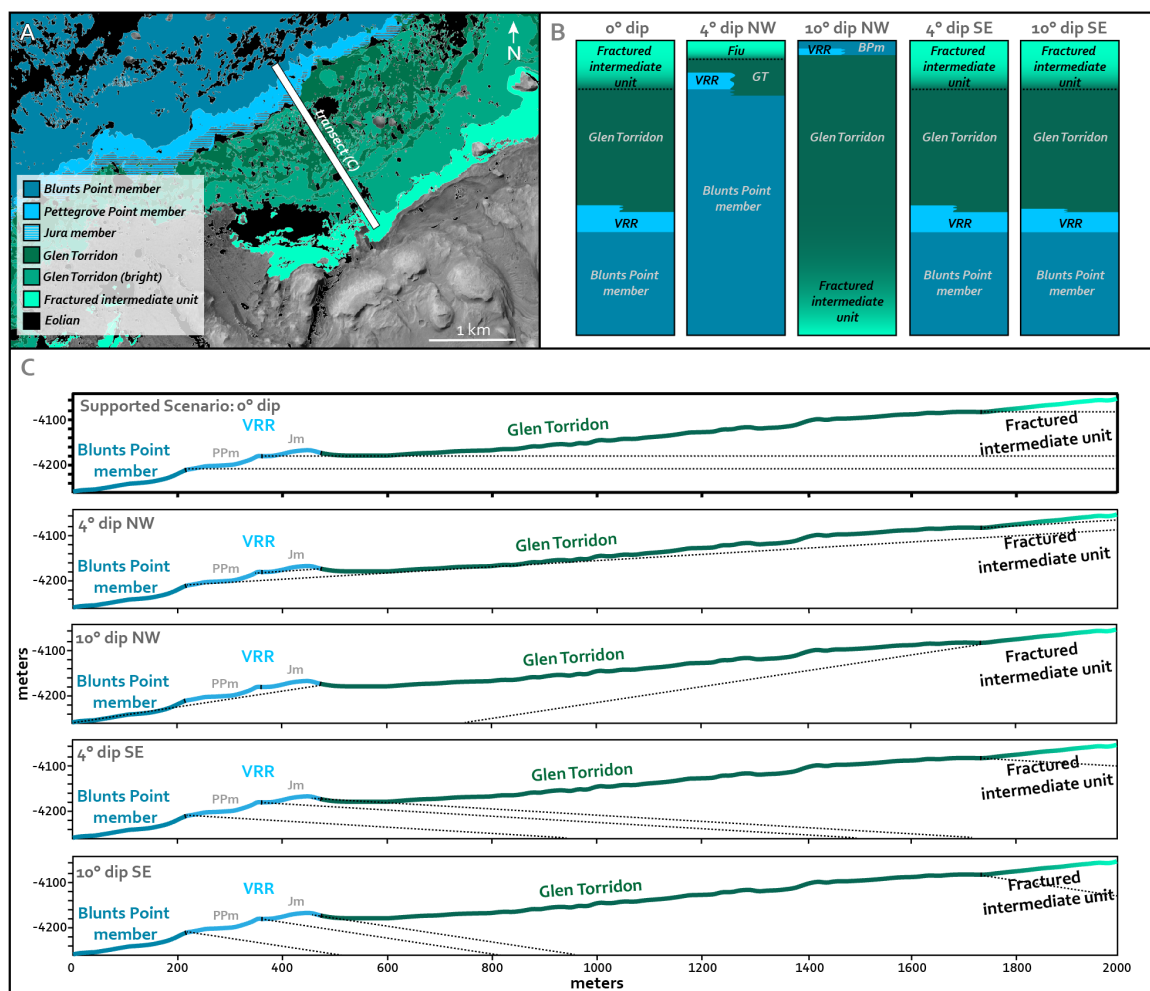 A
N
transect (C)
Blunts Point member
Pettegrove Point member
Jura member
Glen Torridon
Glen Torridon (bright)
Fractured intermediate unit
Eolian
1 km
B
0° dip
4° dip NW
10° dip NW
4° dip SE
10° dip SE
Fractured
intermediate
unit
Glen Torridon
VRR
Blunts Point
member
Fiu
VRR
GT
Blunts Point
member
VRR
BPm
Glen Torridon
Fractured
intermediate
unit
Fractured
intermediate
unit
Glen Torridon
VRR
Blunts Point
member
Fractured
intermediate
unit
Glen Torridon
VRR
Blunts Point
member
C
Supported Scenario: 0° dip
-4100
-4200
Blunts Point
member
PPm
VRR
Jm
Glen Torridon
Fractured
intermediate unit
4° dip NW
-4100
-4200
Blunts Point
member
PPm
VRR
Jm
Glen Torridon
Fractured
intermediate unit
10° dip NW
-4100
-4200
Blunts Point
member
PPm
VRR
Jm
Glen Torridon
Fractured
intermediate unit
meters
4° dip SE
-4100
-4200
Blunts Point
member
PPm
VRR
Jm
Glen Torridon
Fractured
intermediate unit
10° dip SE
-4100
-4200
Blunts Point
member
PPm
VRR
Jm
Glen Torridon
Fractured
intermediate unit
0 200 400 600 800 1000 1200 1400 1600 1800 2000
meters